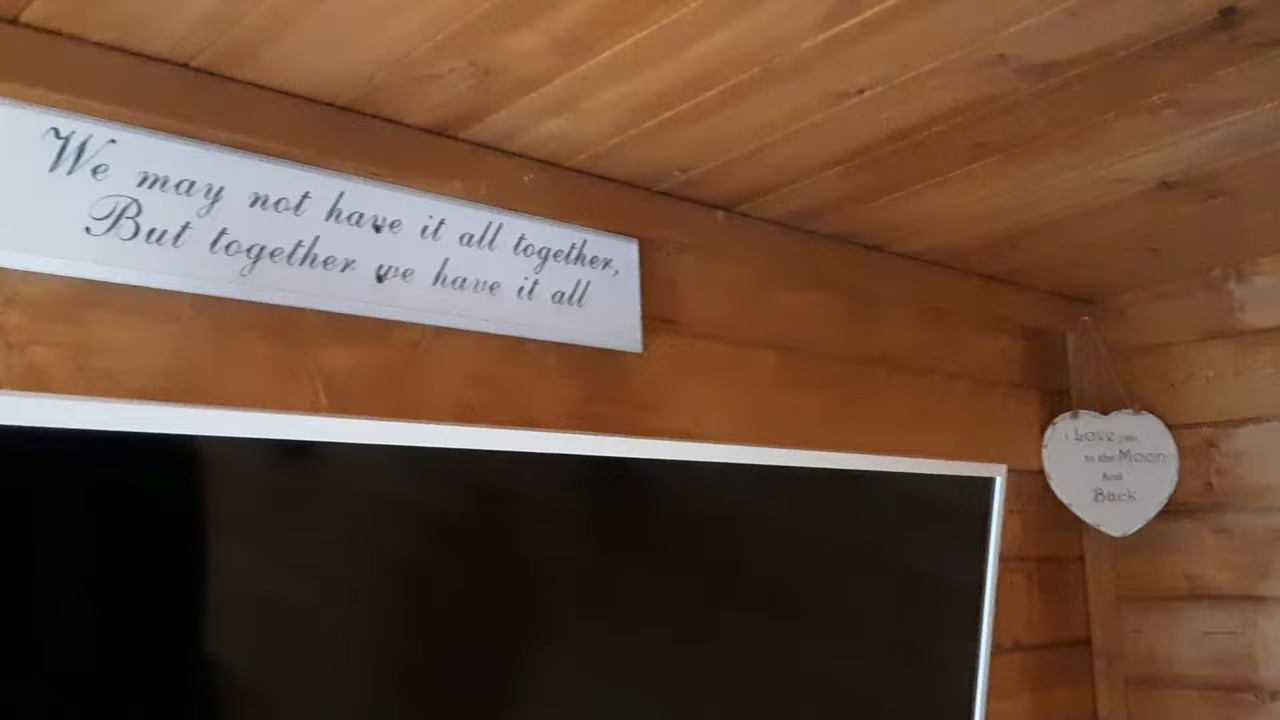 We may not have it all together,
But together we have it all
i Love you
to the Moon
And
Back